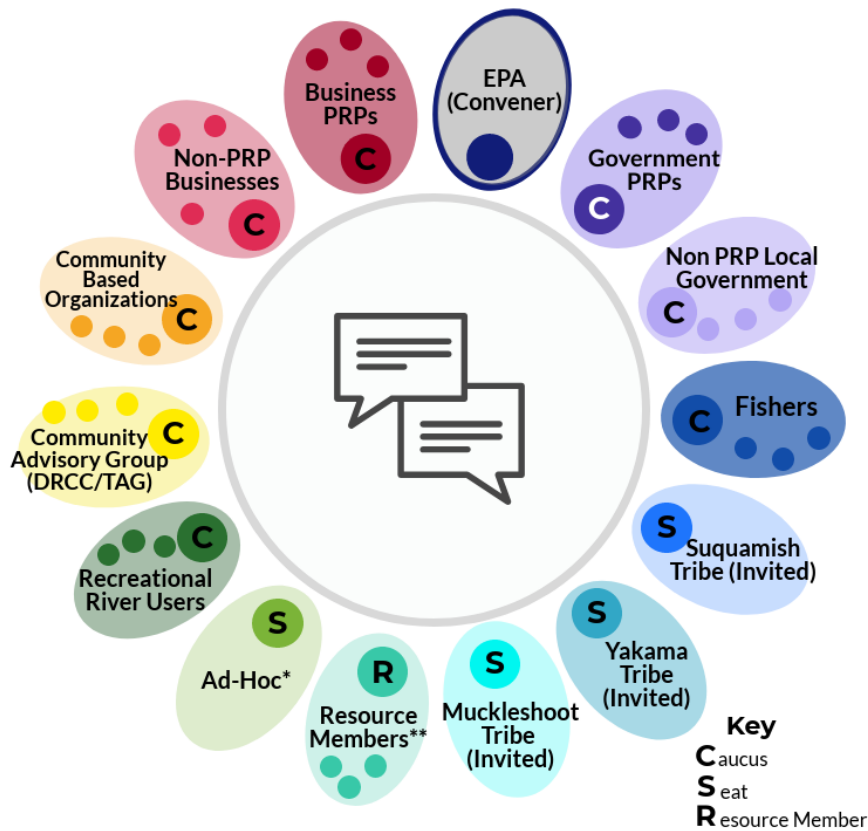 EPA
(Convener)
Government
PRPs
C
Non PRP Local
Government
C
Fishers
C
S
Suquamish
Tribe (Invited)
S
Yakama
Tribe
(Invited)
S
Muckleshoot
Tribe
(Invited)
R
Resource
Members**
S
Ad-Hoc*
C
Recreational
River Users
C
Community
Advisory Group
(DRCC/TAG)
Community
Based
Organizations
C
Non-PRP
Businesses
C
Business
PRPs
C
Key
Caucus
Seat
Resource Member